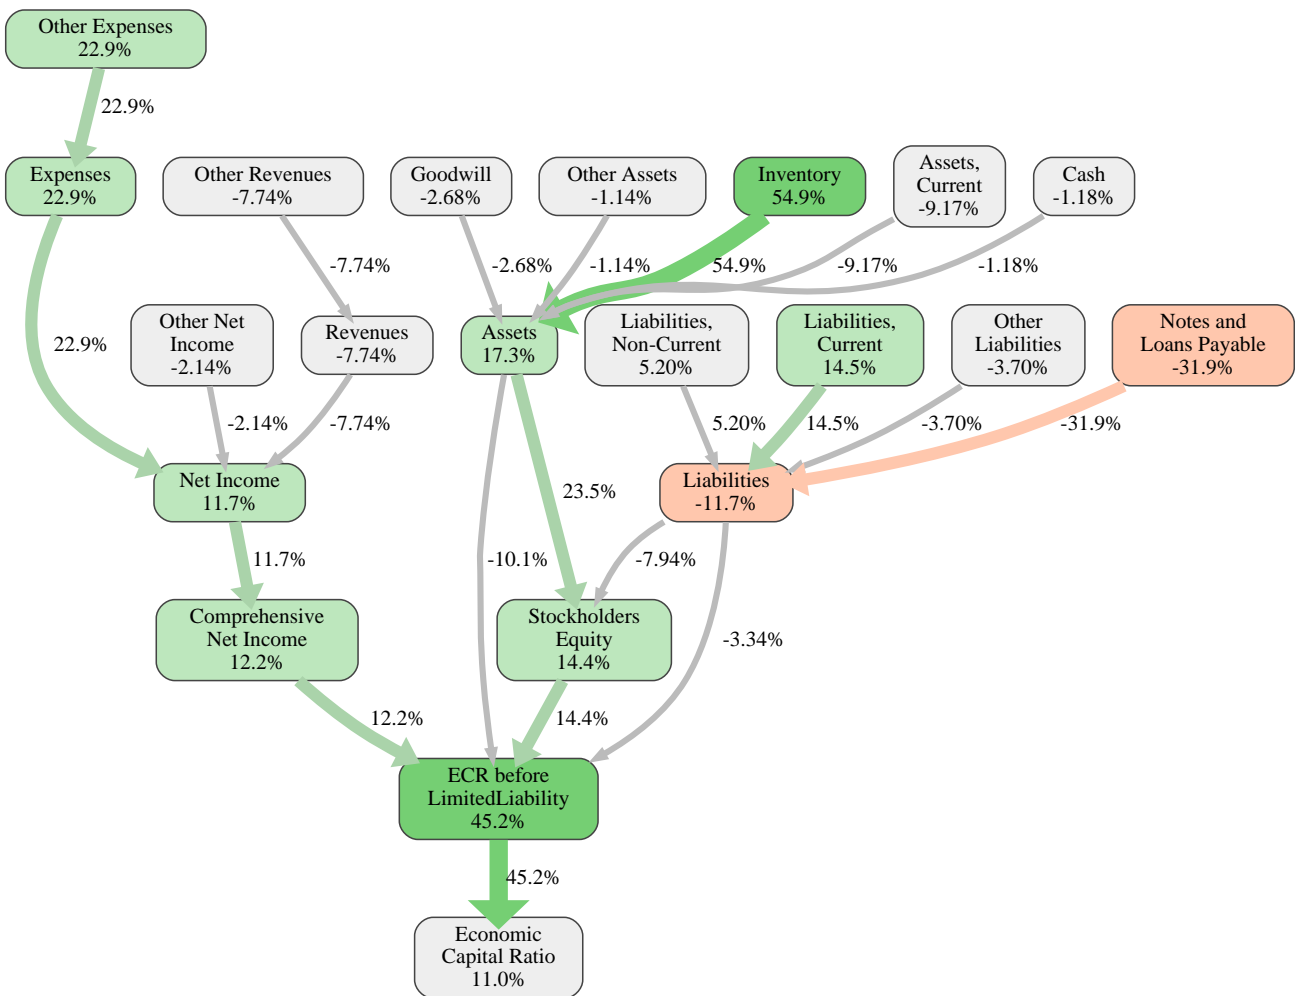 Other Expenses
22.9%
22.9%
Expenses
22.9%
Other Revenues
-7.74%
Goodwill
-2.68%
Other Assets
-1.14%
Inventory
54.9%
Assets,
Current
-9.17%
Cash
-1.18%
-7.74%
-2.68%
-1.14%
54.9%
-9.17%
-1.18%
22.9%
Other Net
Income
-2.14%
Revenues
-7.74%
Assets
17.3%
Liabilities,
Non-Current
5.20%
Liabilities,
Current
14.5%
Other
Liabilities
-3.70%
Notes and
Loans Payable
-31.9%
-2.14%
-7.74%
5.20%
14.5%
-3.70%
-31.9%
Net Income
11.7%
23.5%
Liabilities
-11.7%
11.7%
-10.1%
-7.94%
Comprehensive
Net Income
12.2%
Stockholders
Equity
14.4%
-3.34%
12.2%
14.4%
ECR before
LimitedLiability
45.2%
45.2%
Economic
Capital Ratio
11.0%